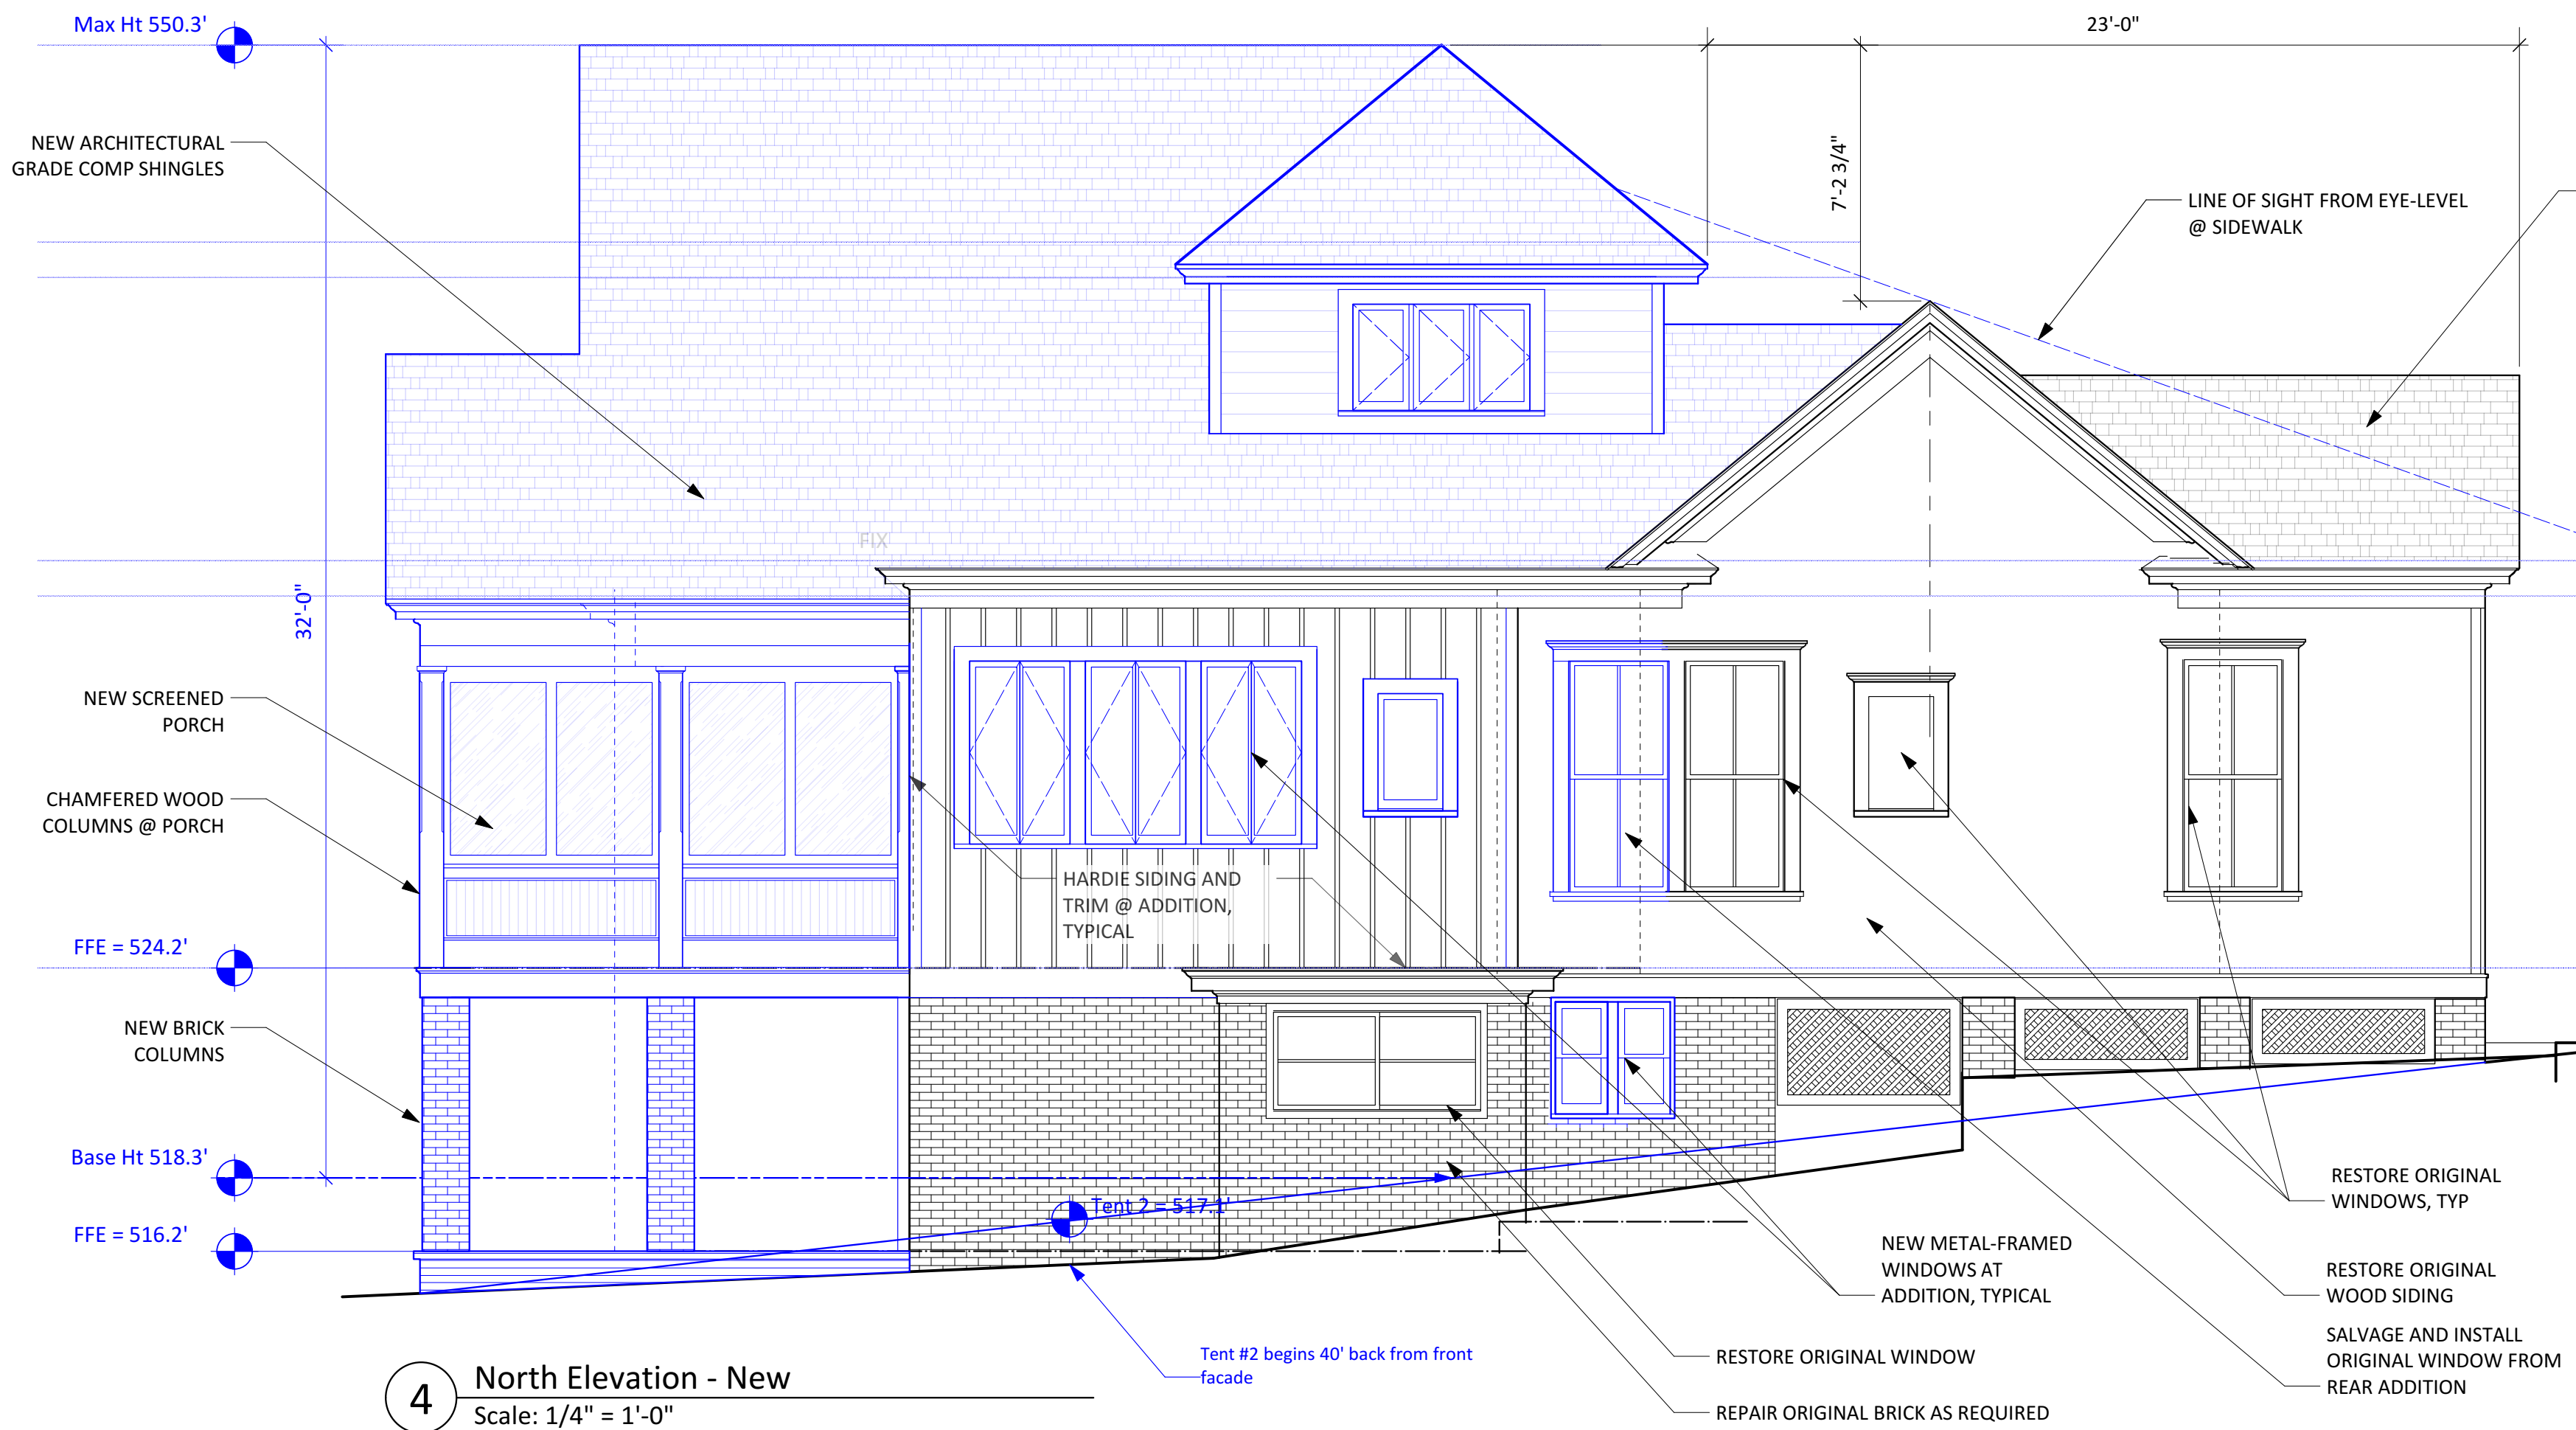 Max Ht 550.3'
23'-0"
NEW ARCHITECTURAL
GRADE COMP SHINGLES
7'-2 3/4"
LINE OF SIGHT FROM EYE-LEVEL
@ SIDEWALK
FIX
32'-0"
NEW SCREENED
PORCH
CHAMFERED WOOD
COLUMNS @ PORCH
HARDIE SIDING AND
TRIM @ ADDITION,
TYPICAL
FFE = 524.2'
NEW BRICK
COLUMNS
Base Ht 518.3'
Tent 2 = 517.1'
FFE = 516.2'
RESTORE ORIGINAL
WINDOWS, TYP
NEW METAL-FRAMED
WINDOWS AT
ADDITION, TYPICAL
RESTORE ORIGINAL
WOOD SIDING
SALVAGE AND INSTALL
ORIGINAL WINDOW FROM
REAR ADDITION
Tent #2 begins 40' back from front
facade
RESTORE ORIGINAL WINDOW
REPAIR ORIGINAL BRICK AS REQUIRED
4
North Elevation - New
Scale: 1/4" = 1'-0"